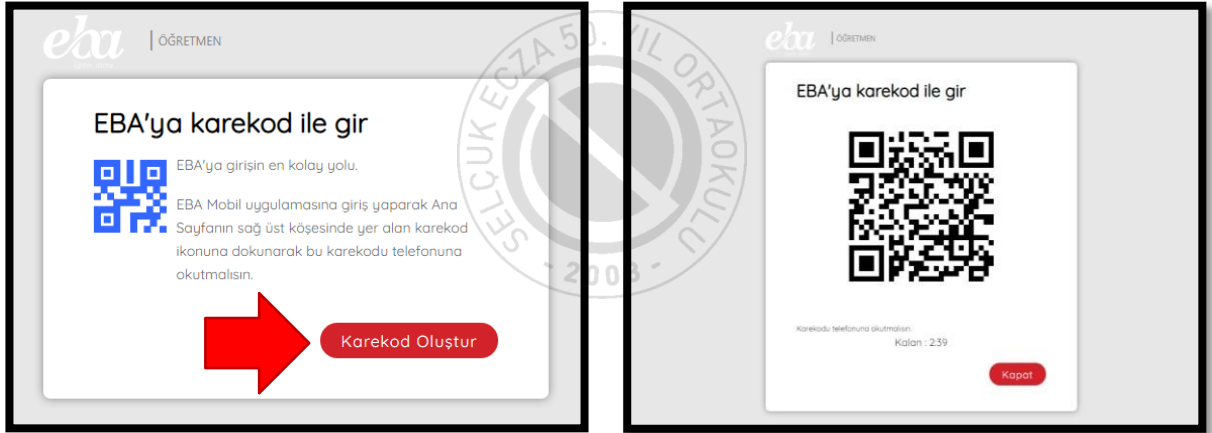 eba | ÖĞRETMEN
EBA'ya karekod ile gir
EBA'ya girişin en kolay yolu.
EBA Mobil uygulamasına giriş yaparak Ana
Sayfanın sağ üst köşesinde yer alan karekod
ikonuna dokunarak bu karekodu telefonuna
okutmalısın.
Karekod Oluştur
eba | ÖĞRETMEN
EBA'ya karekod ile gir
Karekodu telefonuna okutmalısın.
Kalan : 2:39
Kapat
SELÇUK ECZA 50. YIL ORTAOKULU
- 2008 -